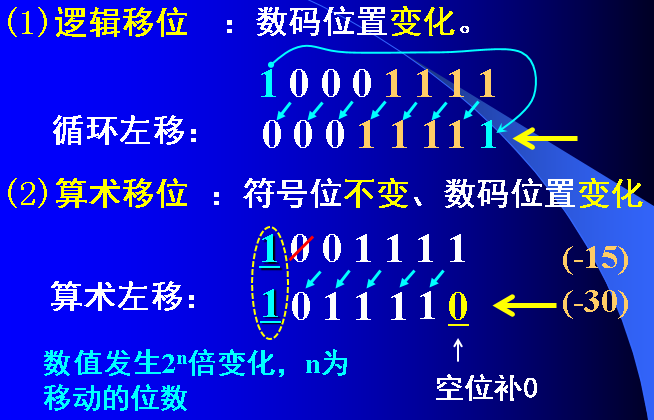 (1)逻辑移位 ：数码位置变化。
1 0 0 0 1 1 1 1
循环左移： 0 0 0 1 1 1 1 1
(2)算术移位 ：符号位不变、数码位置变化
1 0 0 1 1 1 1 (-15)
算术左移： 1 0 1 1 1 1 0 (-30)
数值发生2ⁿ倍变化，n为
移动的位数
空位补0